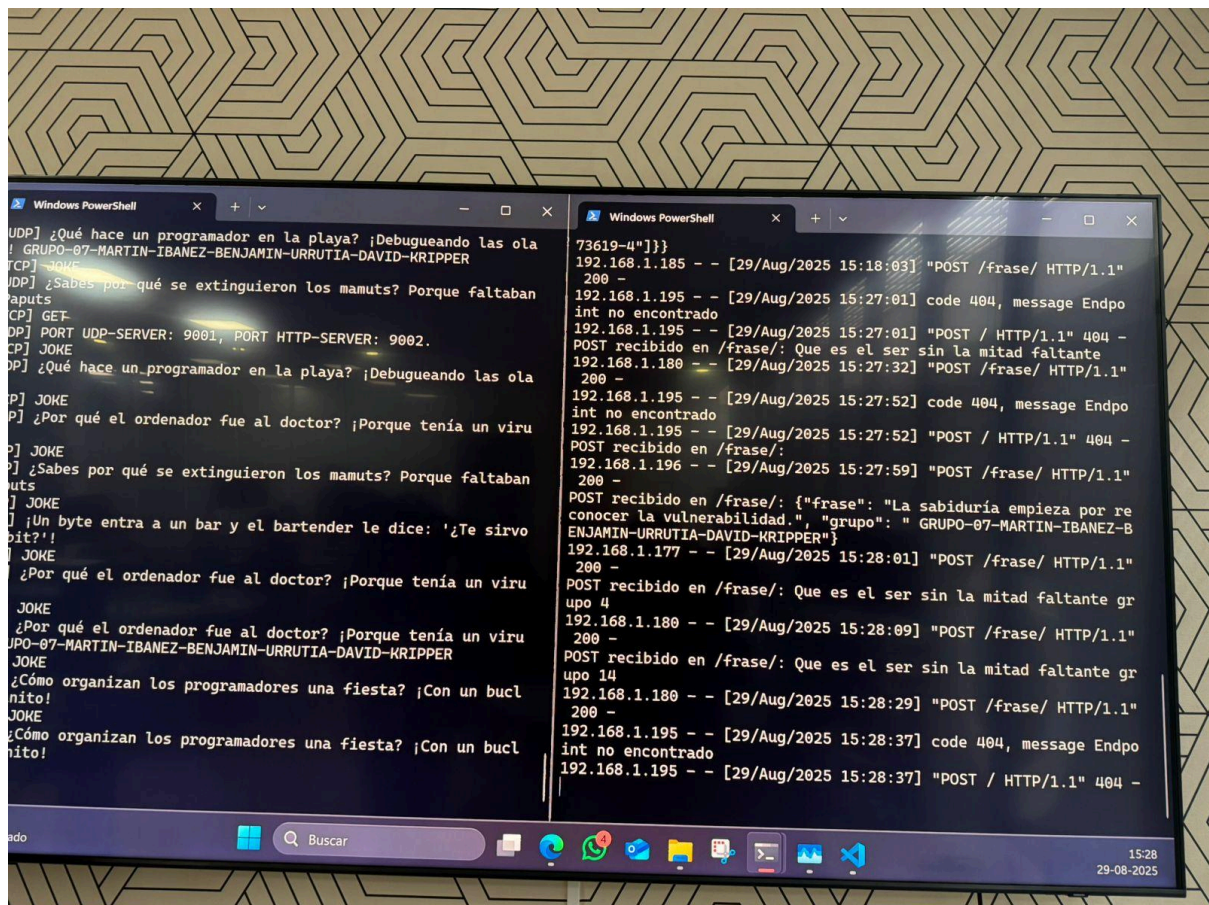 Windows PowerShell
UDP] ¿Qué hace un programador en la playa? ¡Debugueando las ola
! GRUPO-07-MARTIN-IBANEZ-BENJAMIN-URRUTIA-DAVID-KRIPPER
TCP] JOKE
UDP] ¿Sabes por qué se extinguieron los mamuts? Porque faltaban
Paputs
CP] GET
DP] PORT UDP-SERVER: 9001, PORT HTTP-SERVER: 9002.
CP] JOKE
DP] ¿Qué hace un programador en la playa? ¡Debugueando las ola
CP] JOKE
P] ¿Por qué el ordenador fue al doctor? ¡Porque tenía un viru
P] JOKE
P] ¿Sabes por qué se extinguieron los mamuts? Porque faltaban
outs
] JOKE
] ¡Un byte entra a un bar y el bartender le dice: '¿Te sirvo
bit?'!
] JOKE
¿Por qué el ordenador fue al doctor? ¡Porque tenía un viru
JOKE
¿Por qué el ordenador fue al doctor? ¡Porque tenía un viru
UPO-07-MARTIN-IBANEZ-BENJAMIN-URRUTIA-DAVID-KRIPPER
JOKE
¿Cómo organizan los programadores una fiesta? ¡Con un bucl
nito!
JOKE
¿Cómo organizan los programadores una fiesta? ¡Con un bucl
nito!
Windows PowerShell
73619-4"]}}
192.168.1.185 - - [29/Aug/2025 15:18:03] "POST /frase/ HTTP/1.1"
200 -
192.168.1.195 - - [29/Aug/2025 15:27:01] code 404, message Endpo
int no encontrado
192.168.1.195 - - [29/Aug/2025 15:27:01] "POST / HTTP/1.1" 404 -
POST recibido en /frase/: Que es el ser sin la mitad faltante
192.168.1.180 - - [29/Aug/2025 15:27:32] "POST /frase/ HTTP/1.1"
200 -
192.168.1.195 - - [29/Aug/2025 15:27:52] code 404, message Endpo
int no encontrado
192.168.1.195 - - [29/Aug/2025 15:27:52] "POST / HTTP/1.1" 404 -
POST recibido en /frase/:
192.168.1.196 - - [29/Aug/2025 15:27:59] "POST /frase/ HTTP/1.1"
200 -
POST recibido en /frase/: {"frase": "La sabiduría empieza por re
conocer la vulnerabilidad.", "grupo": " GRUPO-07-MARTIN-IBANEZ-B
ENJAMIN-URRUTIA-DAVID-KRIPPER"}
192.168.1.177 - - [29/Aug/2025 15:28:01] "POST /frase/ HTTP/1.1"
200 -
POST recibido en /frase/: Que es el ser sin la mitad faltante gr
upo 4
192.168.1.180 - - [29/Aug/2025 15:28:09] "POST /frase/ HTTP/1.1"
200 -
POST recibido en /frase/: Que es el ser sin la mitad faltante gr
upo 14
192.168.1.180 - - [29/Aug/2025 15:28:29] "POST /frase/ HTTP/1.1"
200 -
192.168.1.195 - - [29/Aug/2025 15:28:37] code 404, message Endpo
int no encontrado
192.168.1.195 - - [29/Aug/2025 15:28:37] "POST / HTTP/1.1" 404 -
ado
Buscar
4
15:28
29-08-2025